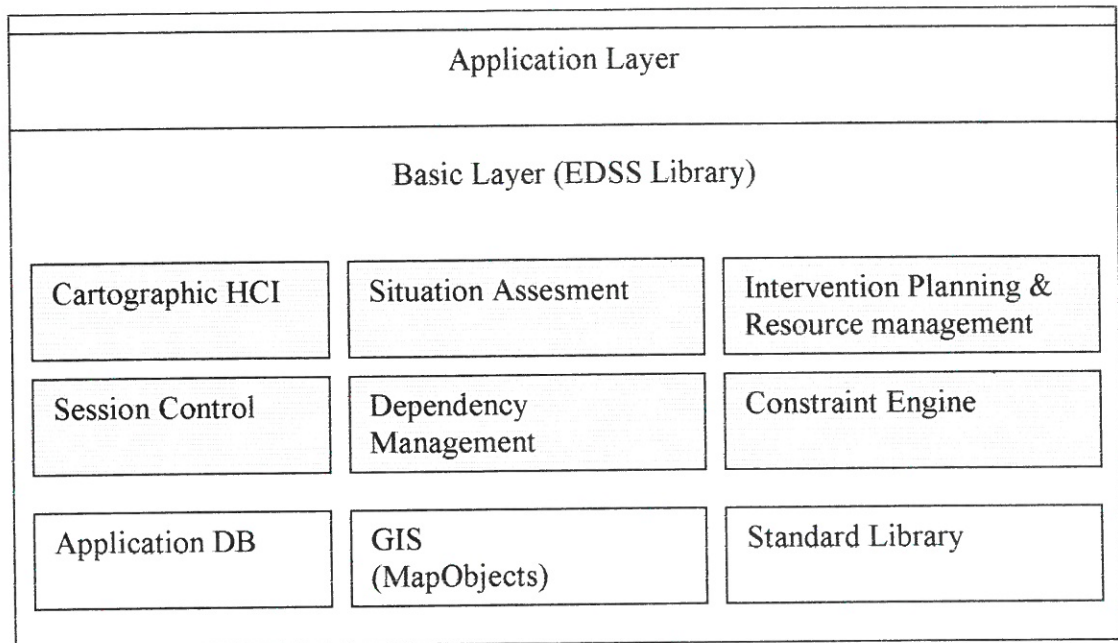 Application Layer
Basic Layer (EDSS Library)
Cartographic HCI
Situation Assesment
Intervention Planning &
Resource management
Session Control
Dependency
Management
Constraint Engine
Application DB
GIS
(MapObjects)
Standard Library